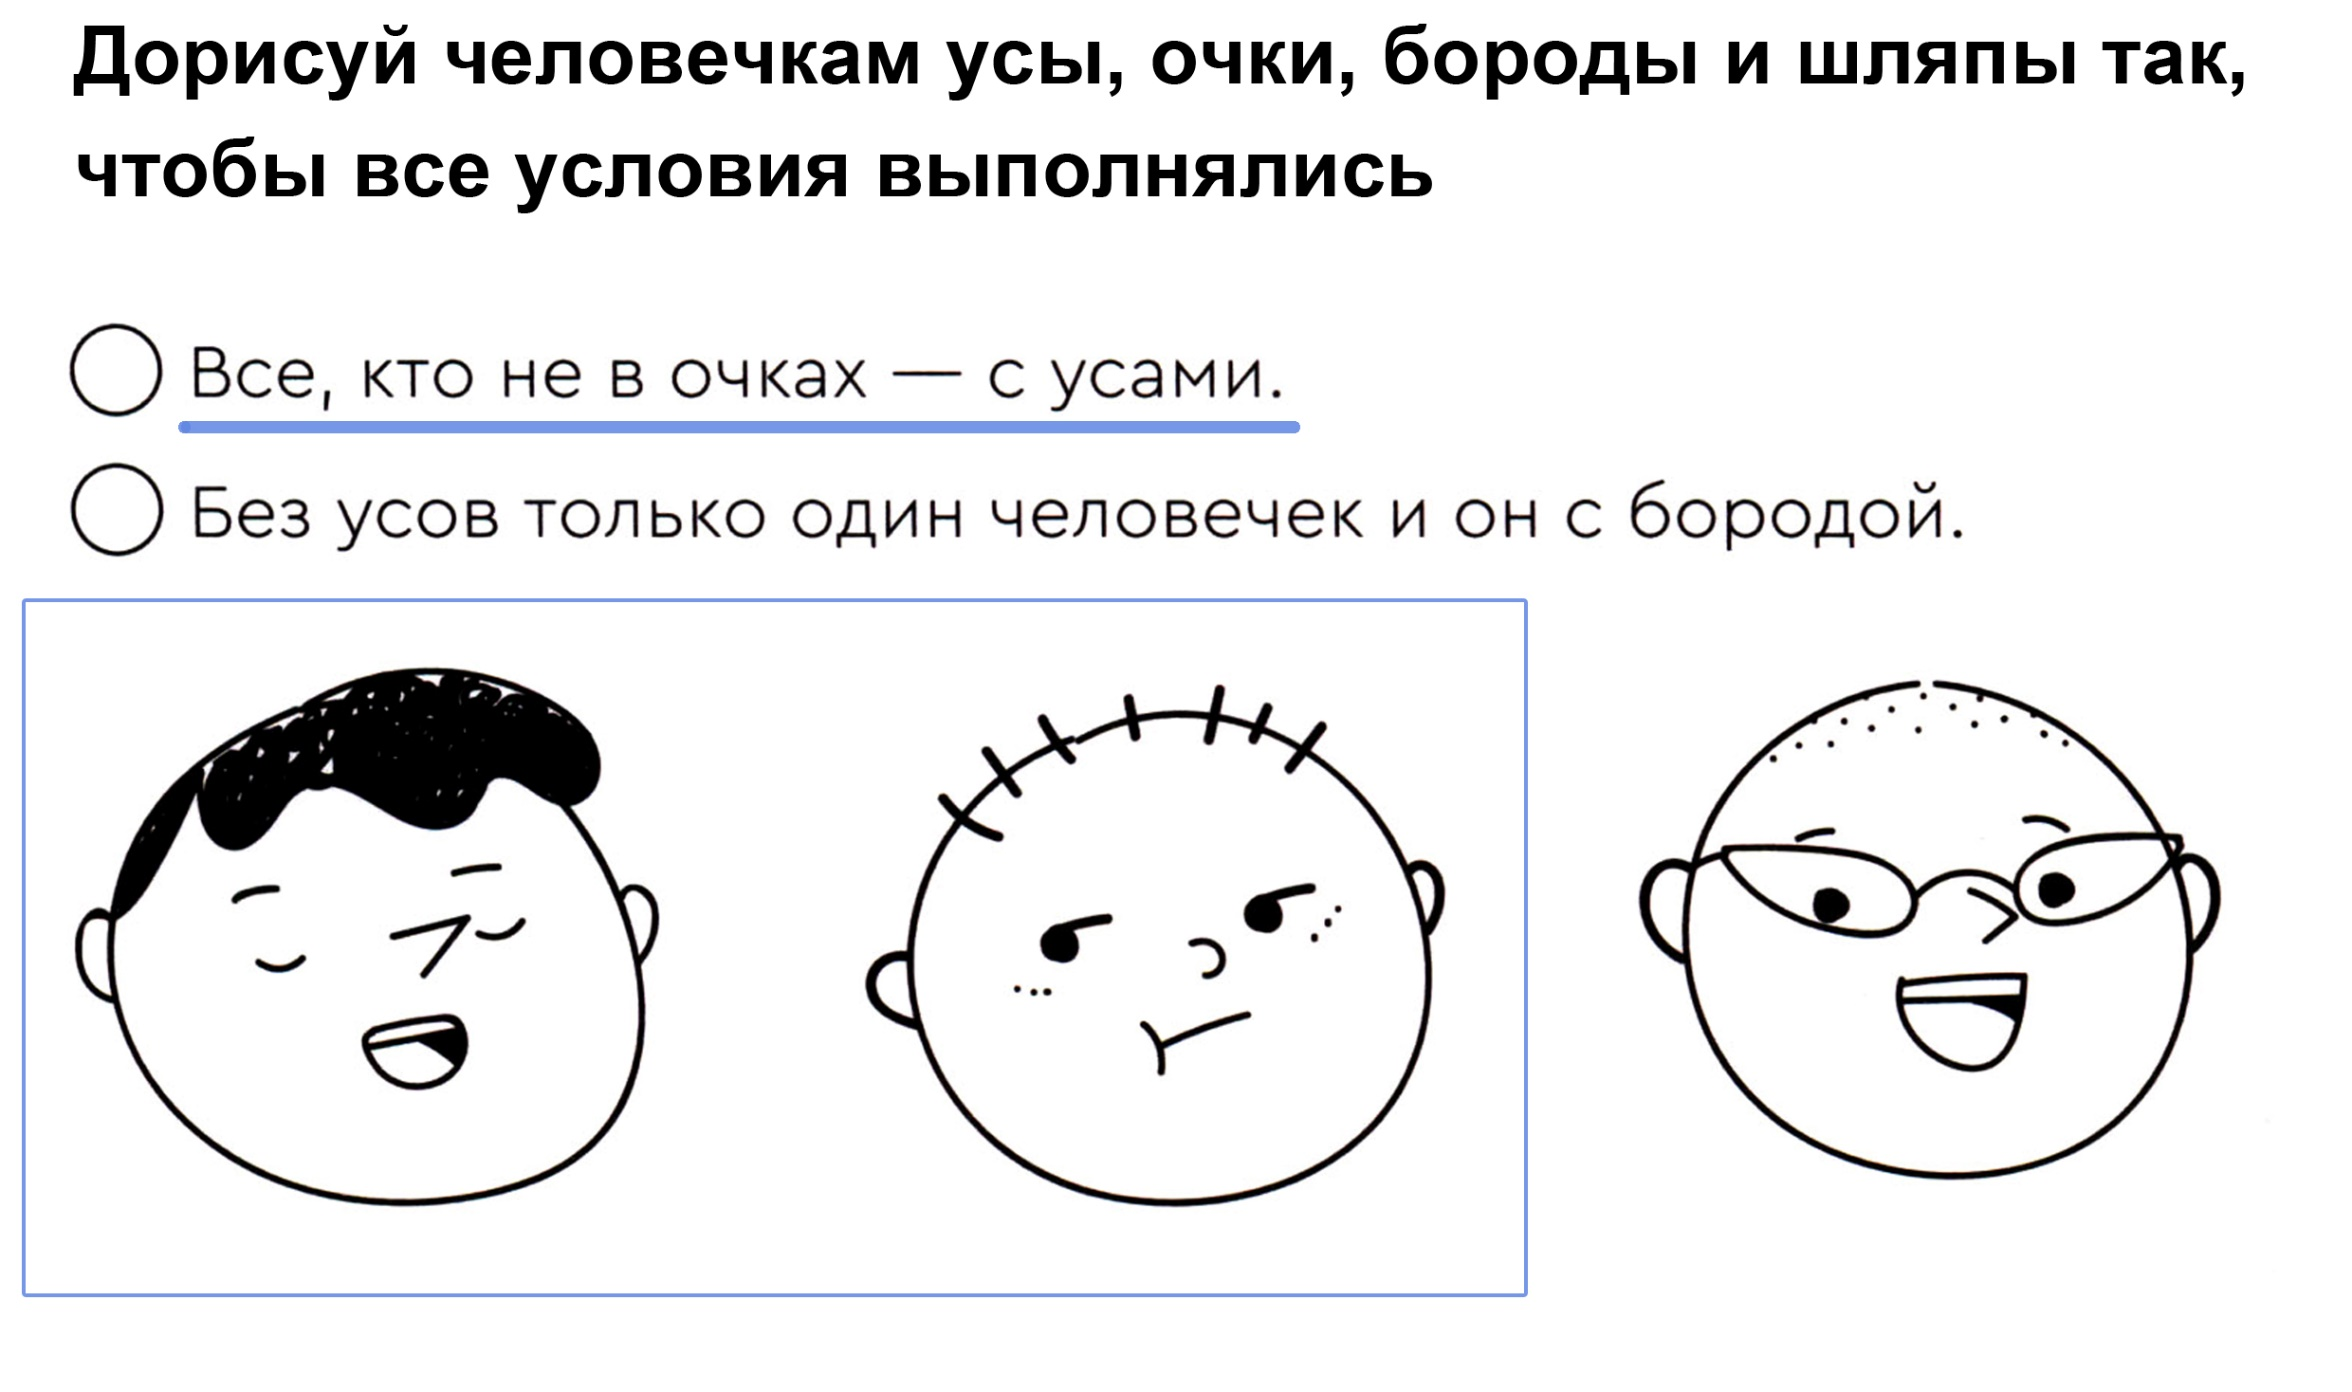 Дорисуй человечкам усы, очки, бороды и шляпы так,
чтобы все условия выполнялись
Все, кто не в очках — с усами.
Без усов только один человечек и он с бородой.